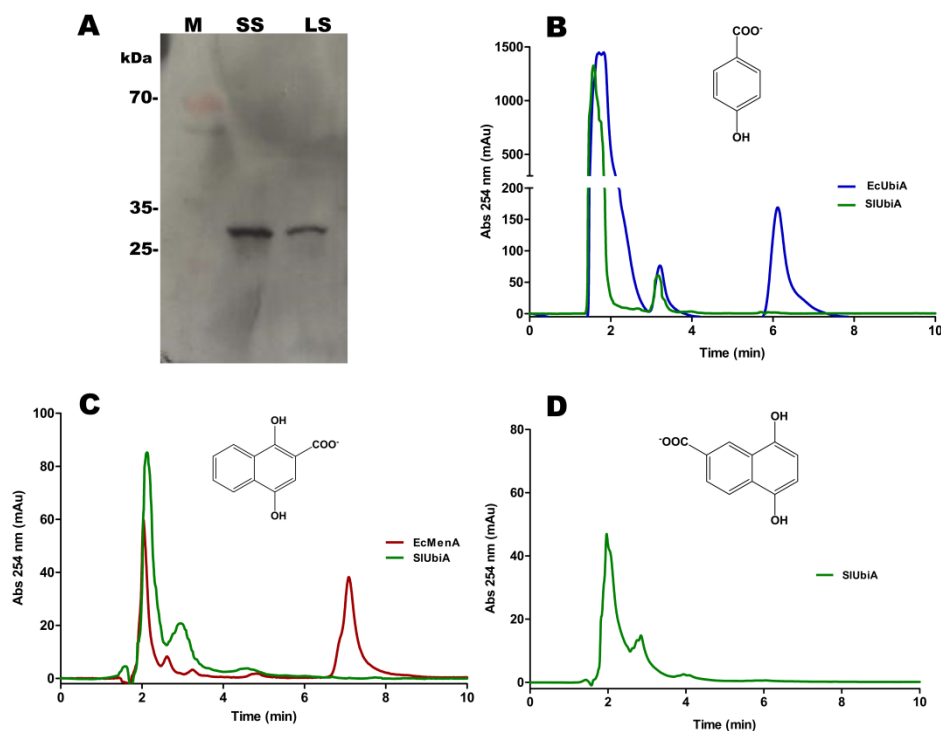 A
M SS LS
kDa
70-
35-
25-
B
COO-
OH
1500
1000
500
200
150
100
50
0
Abs 254 nm (mAu)
EcUbiA
SlUbiA
0 2 4 6 8 10
Time (min)
C
100
80
60
40
20
0
Abs 254 nm (mAu)
OH
COO-
OH
EcMenA
SlUbiA
0 2 4 6 8 10
Time (min)
D
80
60
40
20
0
Abs 254 nm (mAu)
OH
-OOC
OH
SlUbiA
0 2 4 6 8 10
Time (min)